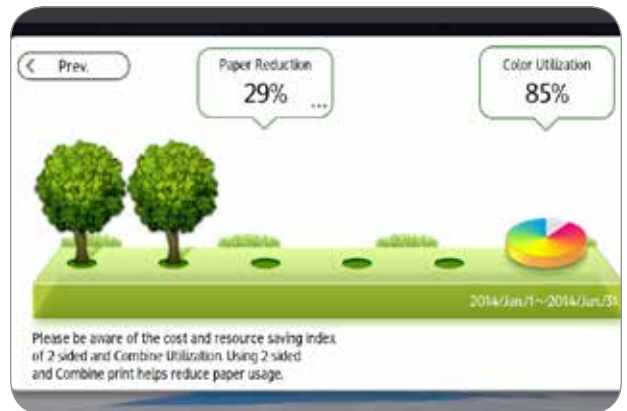 Prev.
Paper Reduction
29%
...
Color Utilization
85%
2014/Jan/1~2014/Jan/31
Please be aware of the cost and resource saving index
of 2 sided and Combine Utilization. Using 2 sided
and Combine print helps reduce paper usage.